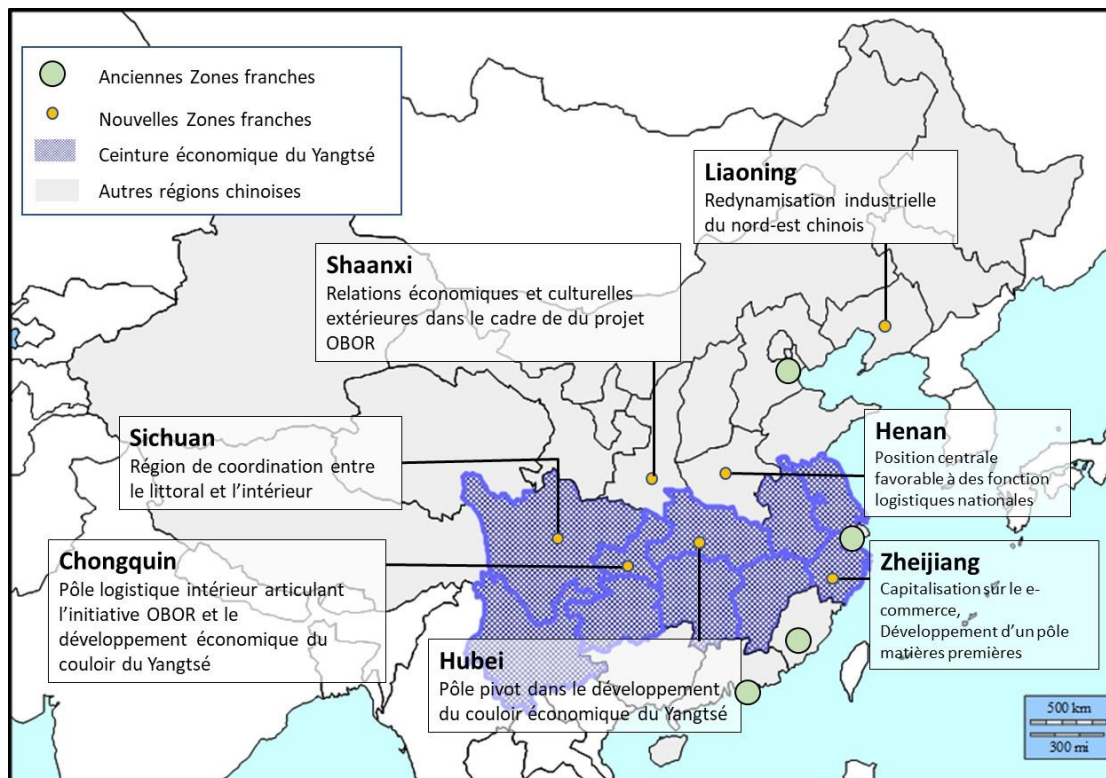 Anciennes Zones franches
Nouvelles Zones franches
Ceinture économique du Yangtsé
Autres régions chinoises
Liaoning
Redynamisation industrielle
du nord-est chinois
Shaanxi
Relations économiques et culturelles
extérieures dans le cadre de du projet
OBOR
Sichuan
Région de coordination entre
le littoral et l'intérieur
Henan
Position centrale
favorable à des fonction
logistiques nationales
Chongquin
Pôle logistique intérieur articulant
l'initiative OBOR et le
développement économique du
couloir du Yangtsé
Zheijiang
Capitalisation sur le e-
commerce,
Développement d'un pôle
matières premières
Hubei
Pôle pivot dans le développement
du couloir économique du Yangtsé
500 km
300 mi